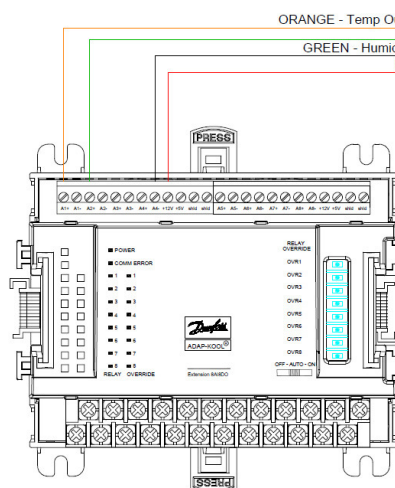 ORANGE - Temp Ou
GREEN - Humid
PRESS
A1+ A1- A2+ A2- A3+ A3- A4+ A4- +12V +5V shld shld A5+ A5- A6+ A6- A7+ A7- A8+ A8- +12V +5V shld shld
POWER
COMM ERROR
1 1
2 2
3 3
4 4
5 5
6 6
7 7
8 8
RELAY OVERRIDE
Danfoss
ADAP-KOOL®
Extension 8AI8DO
RELAY
OVERRIDE
OVR1
OVR2
OVR3
OVR4
OVR5
OVR6
OVR7
OVR8
OFF - AUTO - ON
PRESS